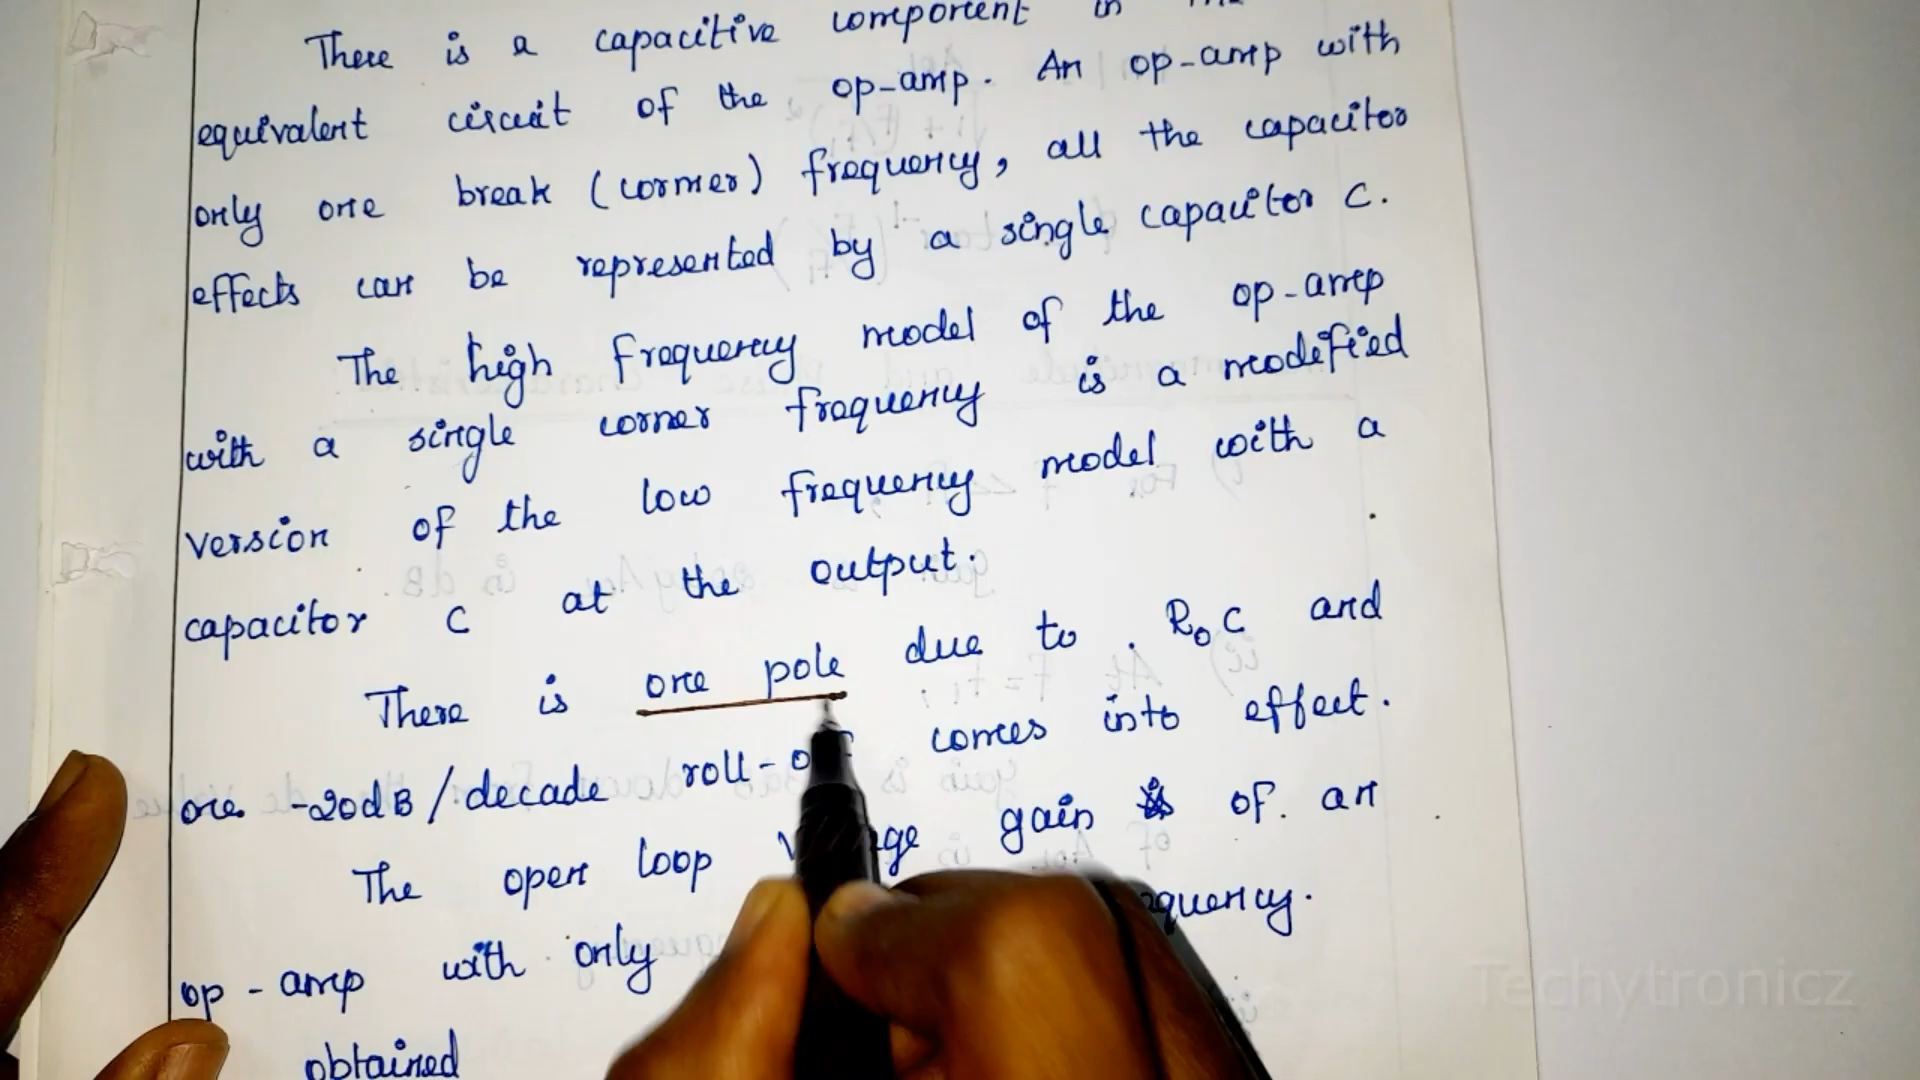 There is a capacitive component in the
equivalent circuit of the op-amp. An op-amp with
only one break (corner) frequency, all the capacitor
effects can be represented by a single capacitor C.
The high frequency model of the op-amp
with a single corner frequency is a modified
version of the low frequency model with a
capacitor C at the output.
There is one pole due to R₀C and
one -20dB/decade roll-off comes into effect.
The open loop gain of an
op-amp with only
obtained
Techytronicz